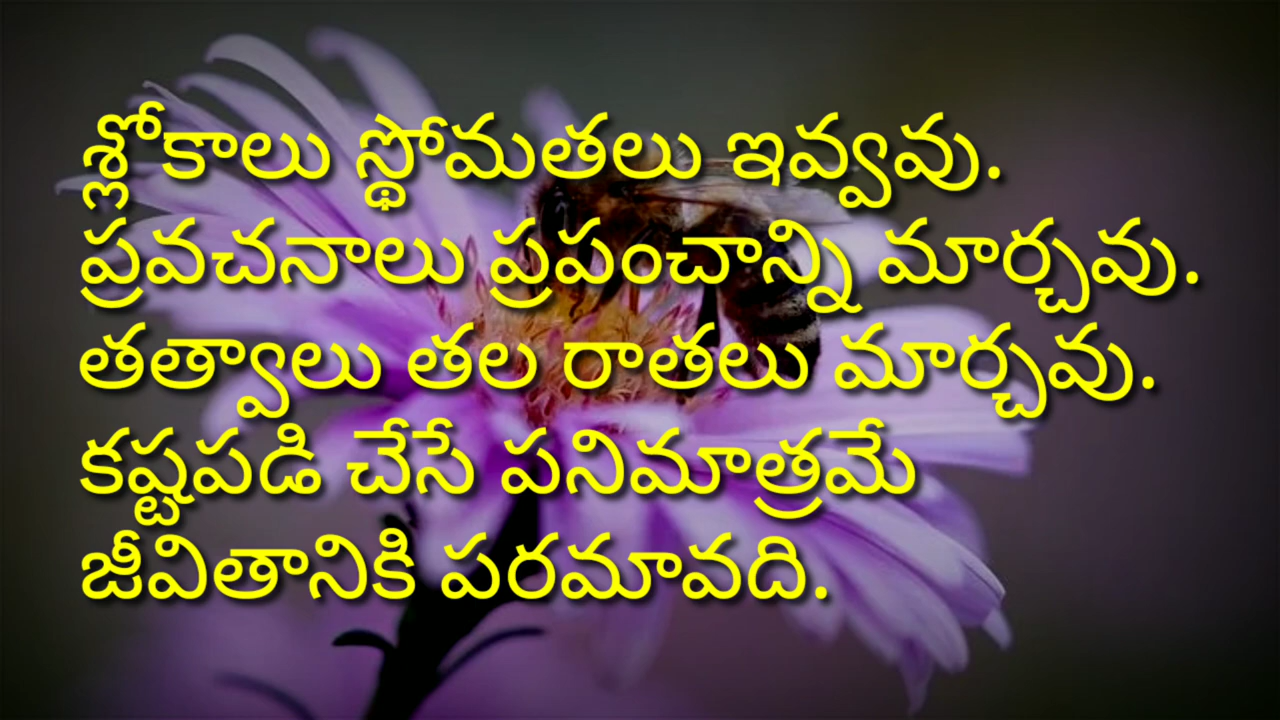 శ్లోకాలు స్థోమతలు ఇవ్వవు.
ప్రవచనాలు ప్రపంచాన్ని మార్చవు.
తత్వాలు తల రాతలు మార్చవు.
కష్టపడి చేసే పనిమాత్రమే
జీవితానికి పరమావది.